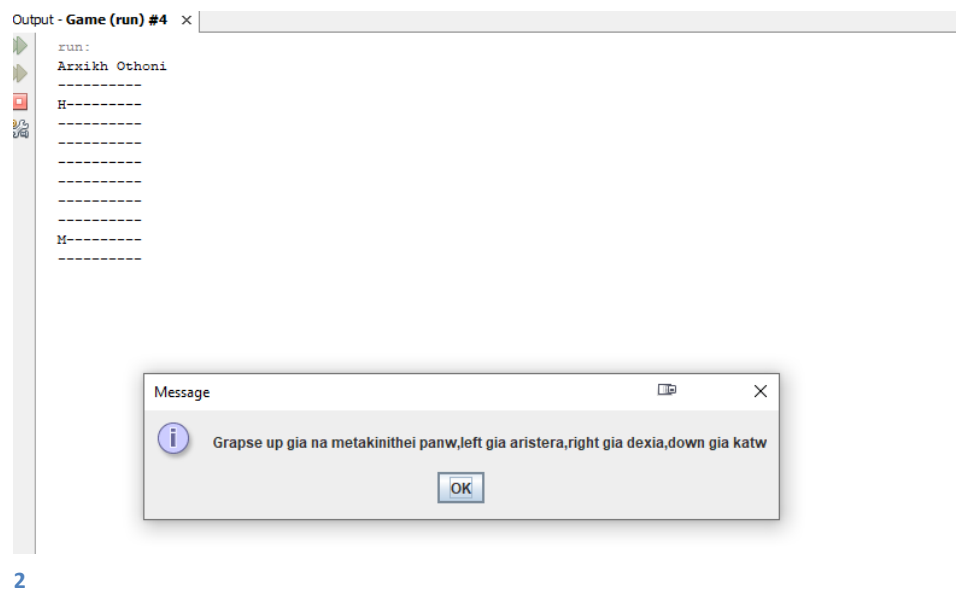 Output - Game (run) #4 ×
run:
Arxikh Othoni
----------
H---------
----------
----------
----------
----------
----------
----------
M---------
----------
Message
Grapse up gia na metakinithei panw,left gia aristera,right gia dexia,down gia katw
OK
2